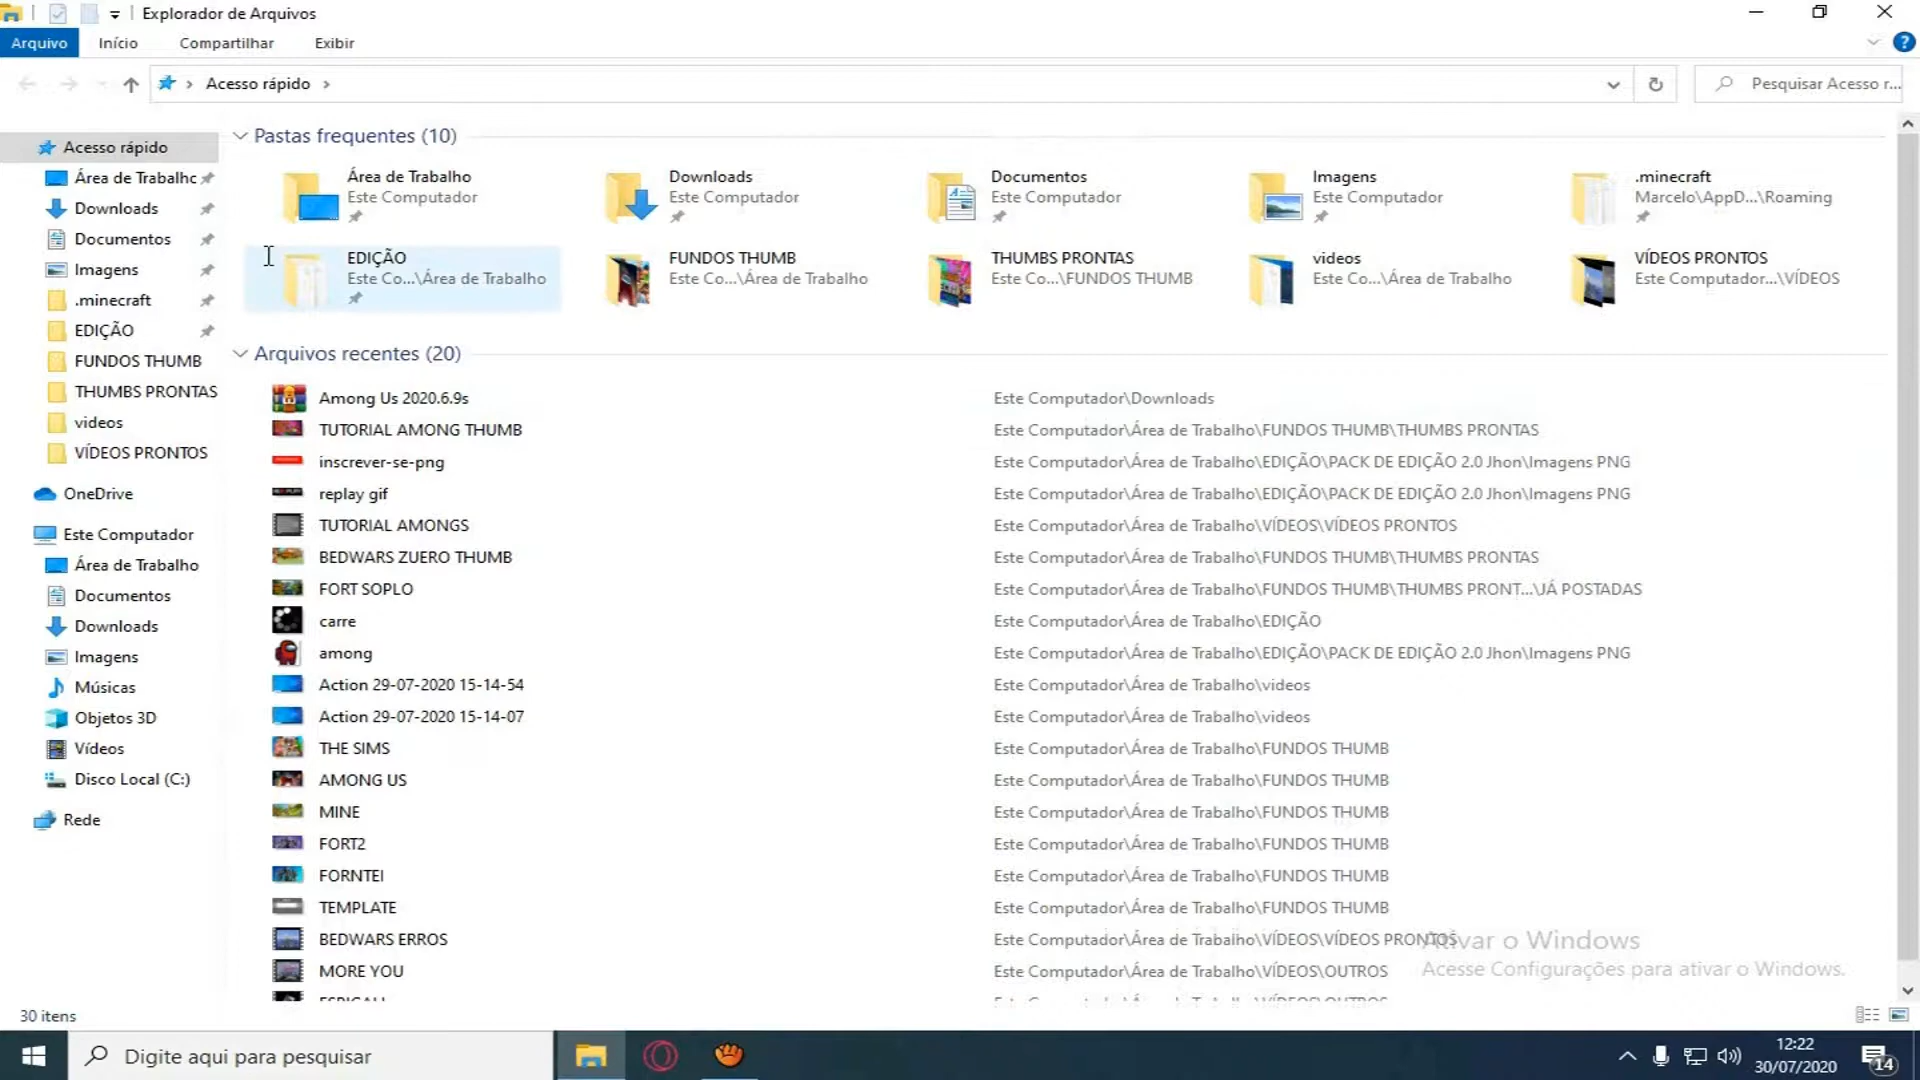 Explorador de Arquivos
Arquivo Início Compartilhar Exibir
Acesso rápido
Pesquisar Acesso r...
Acesso rápido
Área de Trabalhc
Downloads
Documentos
Imagens
.minecraft
EDIÇÃO
FUNDOS THUMB
THUMBS PRONTAS
videos
VÍDEOS PRONTOS
OneDrive
Este Computador
Área de Trabalho
Documentos
Downloads
Imagens
Músicas
Objetos 3D
Vídeos
Disco Local (C:)
Rede
Pastas frequentes (10)
Área de Trabalho
Este Computador
Downloads
Este Computador
Documentos
Este Computador
Imagens
Este Computador
.minecraft
Marcelo\AppD...\Roaming
EDIÇÃO
Este Co...\Área de Trabalho
FUNDOS THUMB
Este Co...\Área de Trabalho
THUMBS PRONTAS
Este Co...\FUNDOS THUMB
videos
Este Co...\Área de Trabalho
VÍDEOS PRONTOS
Este Computador...\VÍDEOS
Arquivos recentes (20)
Among Us 2020.6.9s Este Computador\Downloads
TUTORIAL AMONG THUMB Este Computador\Área de Trabalho\FUNDOS THUMB\THUMBS PRONTAS
inscrever-se-png Este Computador\Área de Trabalho\EDIÇÃO\PACK DE EDIÇÃO 2.0 Jhon\Imagens PNG
replay gif Este Computador\Área de Trabalho\EDIÇÃO\PACK DE EDIÇÃO 2.0 Jhon\Imagens PNG
TUTORIAL AMONGS Este Computador\Área de Trabalho\VÍDEOS\VÍDEOS PRONTOS
BEDWARS ZUERO THUMB Este Computador\Área de Trabalho\FUNDOS THUMB\THUMBS PRONTAS
FORT SOPLO Este Computador\Área de Trabalho\FUNDOS THUMB\THUMBS PRONT...\JÁ POSTADAS
carre Este Computador\Área de Trabalho\EDIÇÃO
among Este Computador\Área de Trabalho\EDIÇÃO\PACK DE EDIÇÃO 2.0 Jhon\Imagens PNG
Action 29-07-2020 15-14-54 Este Computador\Área de Trabalho\videos
Action 29-07-2020 15-14-07 Este Computador\Área de Trabalho\videos
THE SIMS Este Computador\Área de Trabalho\FUNDOS THUMB
AMONG US Este Computador\Área de Trabalho\FUNDOS THUMB
MINE Este Computador\Área de Trabalho\FUNDOS THUMB
FORT2 Este Computador\Área de Trabalho\FUNDOS THUMB
FORNTEI Este Computador\Área de Trabalho\FUNDOS THUMB
TEMPLATE Este Computador\Área de Trabalho\FUNDOS THUMB
BEDWARS ERROS Este Computador\Área de Trabalho\VÍDEOS\VÍDEOS PRONTOS
MORE YOU Este Computador\Área de Trabalho\VÍDEOS\OUTROS
Ativar o Windows
Acesse Configurações para ativar o Windows.
30 itens
Digite aqui para pesquisar
12:22
30/07/2020
14